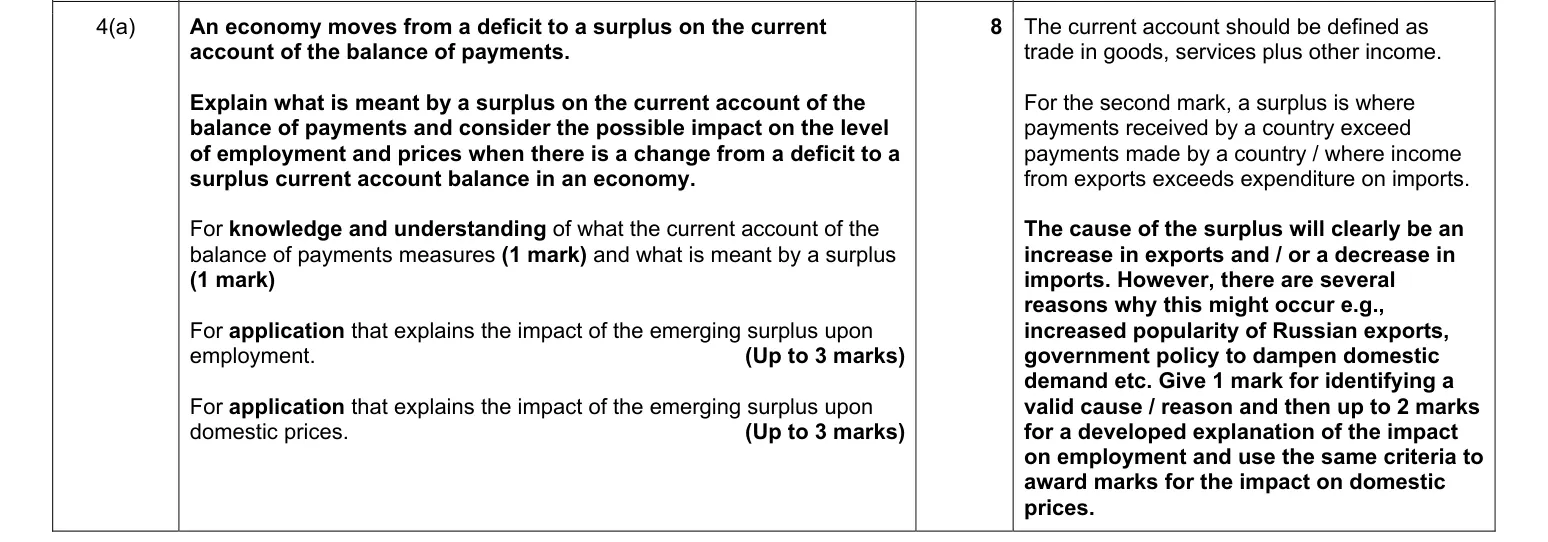 4(a)
An economy moves from a deficit to a surplus on the current
account of the balance of payments.
Explain what is meant by a surplus on the current account of the
balance of payments and consider the possible impact on the level
of employment and prices when there is a change from a deficit to a
surplus current account balance in an economy.
For knowledge and understanding of what the current account of the
balance of payments measures (1 mark) and what is meant by a surplus
(1 mark)
For application that explains the impact of the emerging surplus upon
employment. (Up to 3 marks)
For application that explains the impact of the emerging surplus upon
domestic prices. (Up to 3 marks)
8
The current account should be defined as
trade in goods, services plus other income.
For the second mark, a surplus is where
payments received by a country exceed
payments made by a country / where income
from exports exceeds expenditure on imports.
The cause of the surplus will clearly be an
increase in exports and / or a decrease in
imports. However, there are several
reasons why this might occur e.g.,
increased popularity of Russian exports,
government policy to dampen domestic
demand etc. Give 1 mark for identifying a
valid cause / reason and then up to 2 marks
for a developed explanation of the impact
on employment and use the same criteria to
award marks for the impact on domestic
prices.